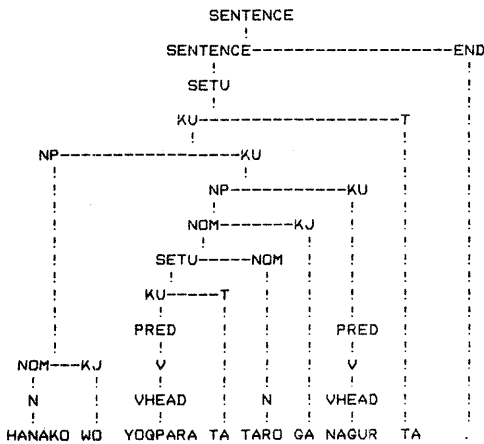 SENTENCE
SENTENCE END
SETU
KU T
NP KU
NP KU
NOM KJ
SETU NOM
KU T
PRED PRED
NOM KJ V V
N VHEAD N VHEAD
HANAKO WO YOGPARA TA TARO GA NAGUR TA .